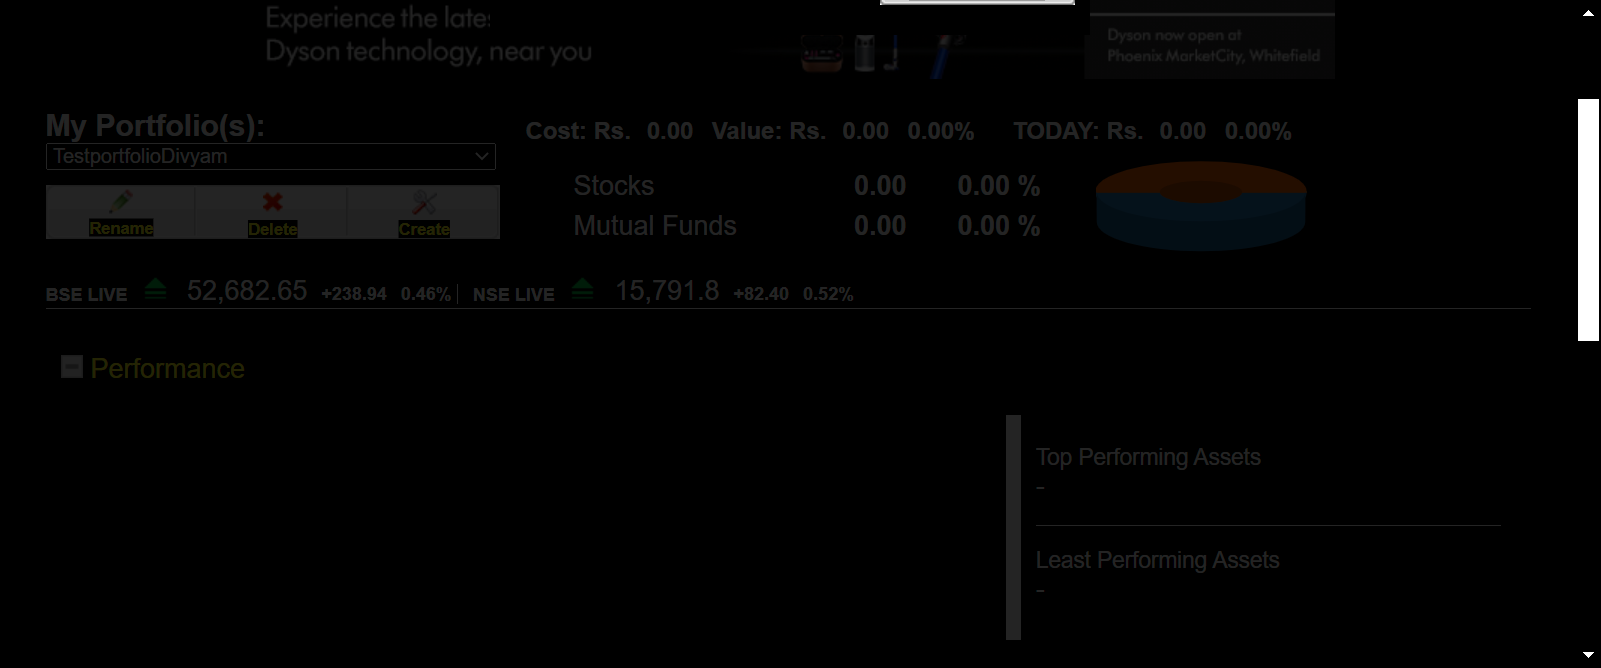 Experience the late
Dyson technology, near you
Dyson now open at
Phoenix MarketCity, Whitefield
My Portfolio(s):
TestportfolioDivyam
Rename Delete Create
Cost: Rs. 0.00 Value: Rs. 0.00 0.00% TODAY: Rs. 0.00 0.00%
Stocks 0.00 0.00 %
Mutual Funds 0.00 0.00 %
BSE LIVE 52,682.65 +238.94 0.46% NSE LIVE 15,791.8 +82.40 0.52%
Performance
Top Performing Assets
-
Least Performing Assets
-